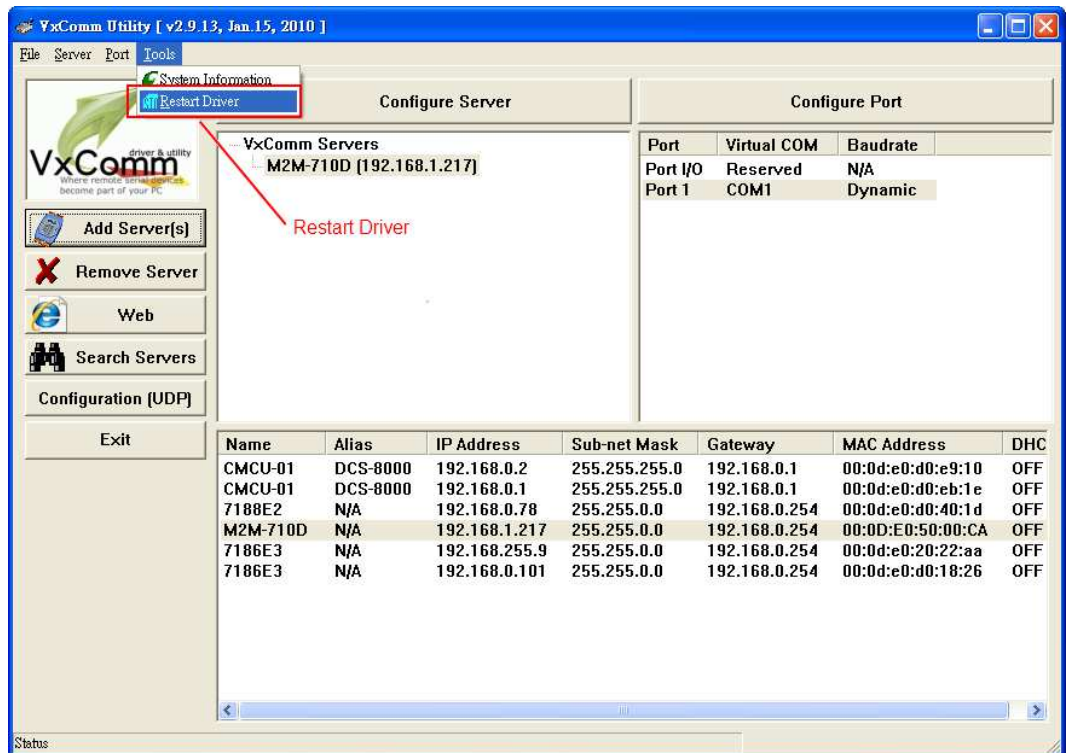 VxComm Utility [ v2.9.13, Jan.15, 2010 ]
File Server Port Tools
System Information
Restart Driver
driver & utility
VxComm
Where remote serial devices
become part of your PC
Add Server(s)
Remove Server
Web
Search Servers
Configuration (UDP)
Exit
Configure Server
VxComm Servers
M2M-710D (192.168.1.217)
Restart Driver
Configure Port
Port Virtual COM Baudrate
Port I/O Reserved N/A
Port 1 COM1 Dynamic
Name Alias IP Address Sub-net Mask Gateway MAC Address DHC
CMCU-01 DCS-8000 192.168.0.2 255.255.255.0 192.168.0.1 00:0d:e0:d0:e9:10 OFF
CMCU-01 DCS-8000 192.168.0.1 255.255.255.0 192.168.0.1 00:0d:e0:d0:eb:1e OFF
7188E2 N/A 192.168.0.78 255.255.0.0 192.168.0.254 00:0d:e0:d0:40:1d OFF
M2M-710D N/A 192.168.1.217 255.255.0.0 192.168.0.254 00:0D:E0:50:00:CA OFF
7186E3 N/A 192.168.255.9 255.255.0.0 192.168.0.254 00:0d:e0:20:22:aa OFF
7186E3 N/A 192.168.0.101 255.255.0.0 192.168.0.254 00:0d:e0:d0:18:26 OFF
Status